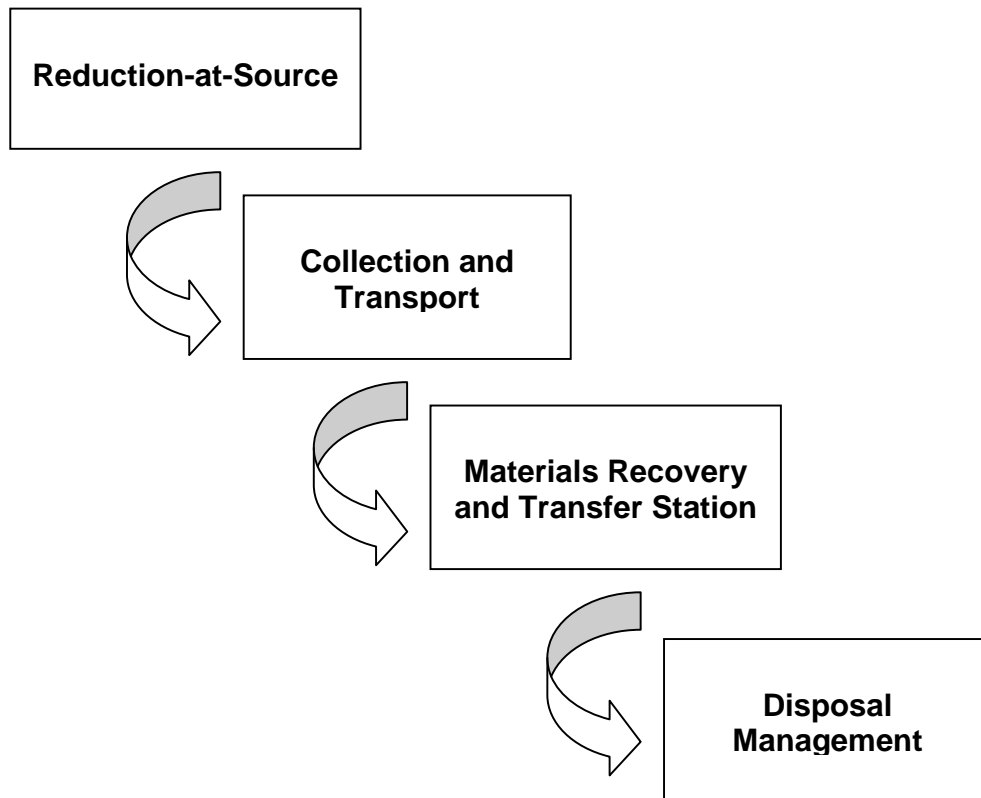 Reduction-at-Source
Collection and
Transport
Materials Recovery
and Transfer Station
Disposal
Management